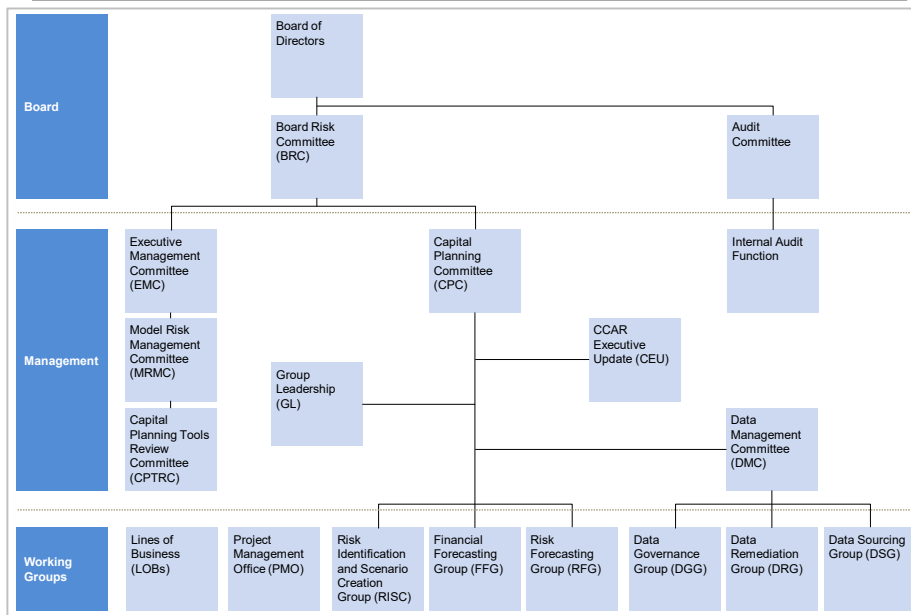 Board of
Directors
Board
Board Risk
Committee
(BRC)
Audit
Committee
Executive
Management
Committee
(EMC)
Capital
Planning
Committee
(CPC)
Internal Audit
Function
Management
Model Risk
Management
Committee
(MRMC)
CCAR
Executive
Update (CEU)
Group
Leadership
(GL)
Capital
Planning Tools
Review
Committee
(CPTRC)
Data
Management
Committee
(DMC)
Working
Groups
Lines of
Business
(LOBs)
Project
Management
Office (PMO)
Risk
Identification
and Scenario
Creation
Group (RISC)
Financial
Forecasting
Group (FFG)
Risk
Forecasting
Group (RFG)
Data
Governance
Group (DGG)
Data
Remediation
Group (DRG)
Data Sourcing
Group (DSG)